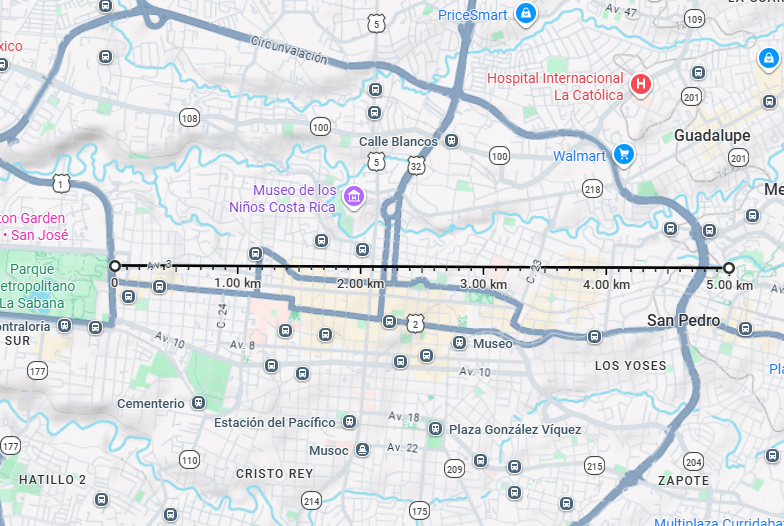 PriceSmart
Av. 47
5
109
Circunvalación
Hospital Internacional
La Católica
201
108
100
Calle Blancos
Guadalupe
5
32
100
Walmart
201
1
218
Museo de los
Niños Costa Rica
ton Garden
• San José
Av. 3
C. 23
Parque
etropolitano
La Sabana
0
1.00 km
2.00 km
3.00 km
4.00 km
5.00 km
C. 24
ontraloría
SUR
2
San Pedro
Av. 10
Av. 8
Museo
Av. 10
LOS YOSES
177
Cementerio
Estación del Pacífico
Av. 18
Plaza González Víquez
Musoc
Av. 22
177
110
209
215
204
HATILLO 2
CRISTO REY
ZAPOTE
214
175
Multiplaza Curridaba